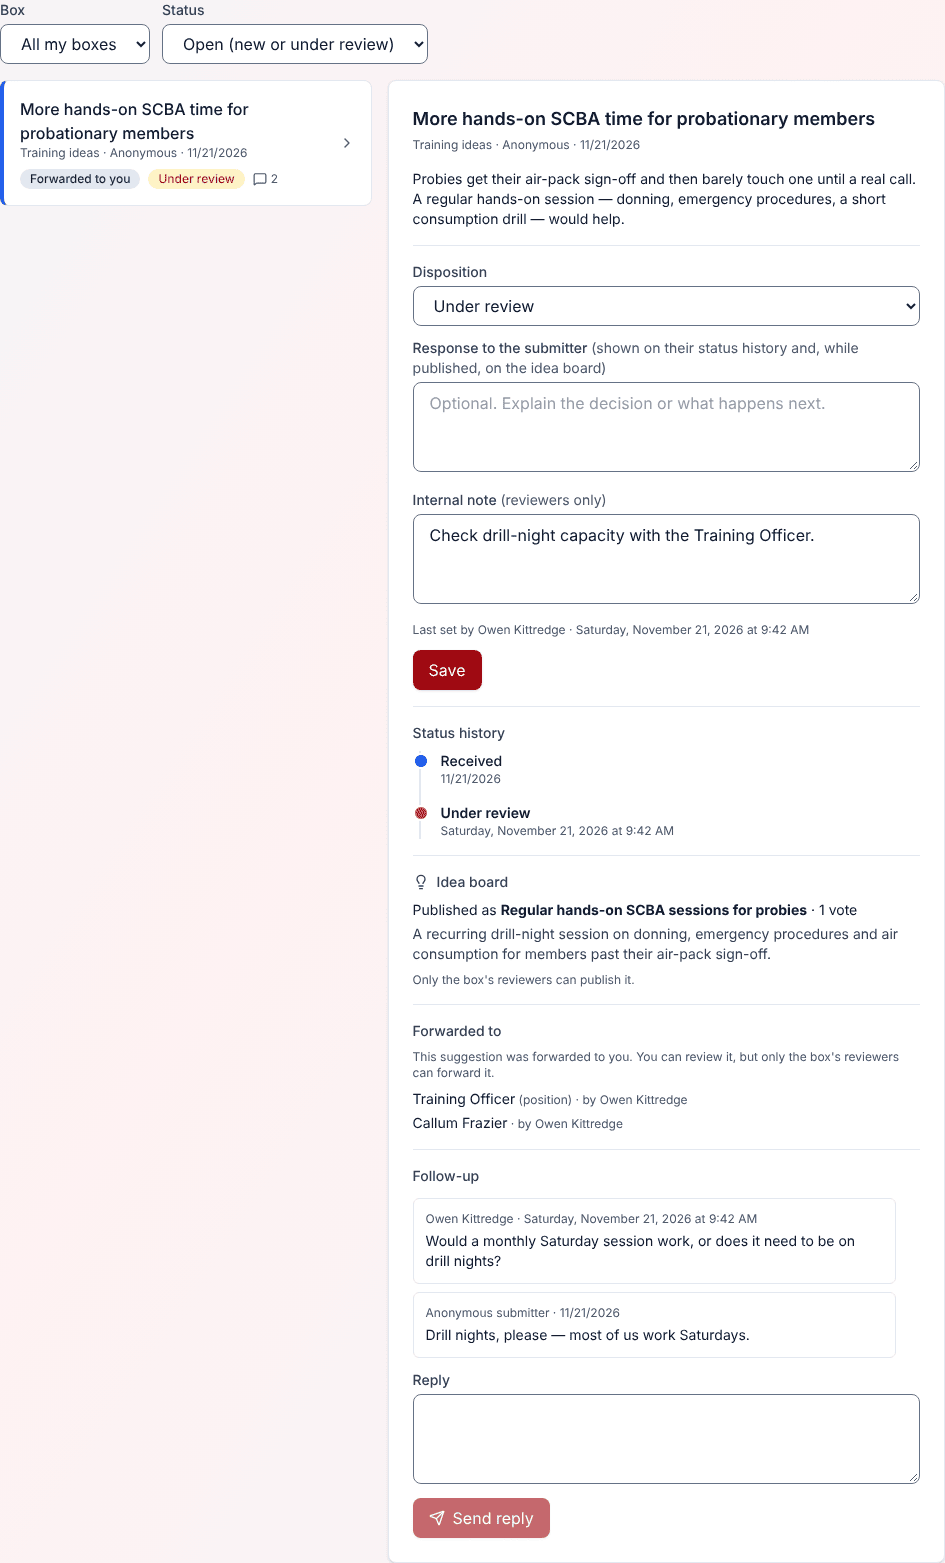 Box
Status
All my boxes
Open (new or under review)
More hands-on SCBA time for
probationary members
Training ideas · Anonymous · 11/21/2026
Forwarded to you
Under review
2
More hands-on SCBA time for probationary members
Training ideas · Anonymous · 11/21/2026
Probies get their air-pack sign-off and then barely touch one until a real call.
A regular hands-on session — donning, emergency procedures, a short
consumption drill — would help.
Disposition
Under review
Response to the submitter (shown on their status history and, while
published, on the idea board)
Optional. Explain the decision or what happens next.
Internal note (reviewers only)
Check drill-night capacity with the Training Officer.
Last set by Owen Kittredge · Saturday, November 21, 2026 at 9:42 AM
Save
Status history
Received
11/21/2026
Under review
Saturday, November 21, 2026 at 9:42 AM
Idea board
Published as Regular hands-on SCBA sessions for probies · 1 vote
A recurring drill-night session on donning, emergency procedures and air
consumption for members past their air-pack sign-off.
Only the box's reviewers can publish it.
Forwarded to
This suggestion was forwarded to you. You can review it, but only the box's reviewers
can forward it.
Training Officer (position) · by Owen Kittredge
Callum Frazier · by Owen Kittredge
Follow-up
Owen Kittredge · Saturday, November 21, 2026 at 9:42 AM
Would a monthly Saturday session work, or does it need to be on
drill nights?
Anonymous submitter · 11/21/2026
Drill nights, please — most of us work Saturdays.
Reply
Send reply